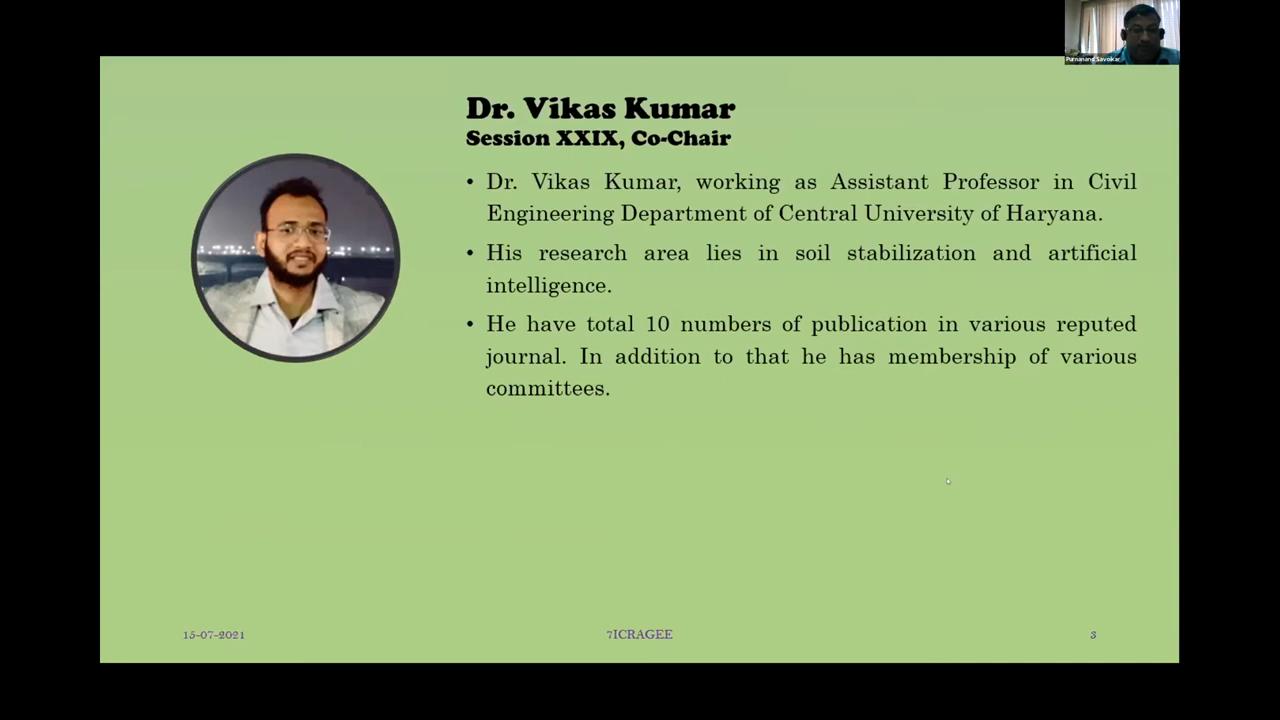 Purnanand Savoikar
Dr. Vikas Kumar
Session XXIX, Co-Chair
• Dr. Vikas Kumar, working as Assistant Professor in Civil
Engineering Department of Central University of Haryana.
• His research area lies in soil stabilization and artificial
intelligence.
• He have total 10 numbers of publication in various reputed
journal. In addition to that he has membership of various
committees.
15-07-2021
7ICRAGEE
3